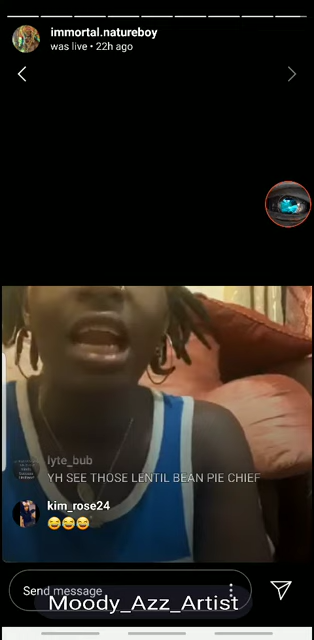 immortal.natureboy
was live • 22h ago
lyte_bub
YH SEE THOSE LENTIL BEAN PIE CHIEF
kim_rose24
😂😂😂
Send message
Moody_Azz_Artist